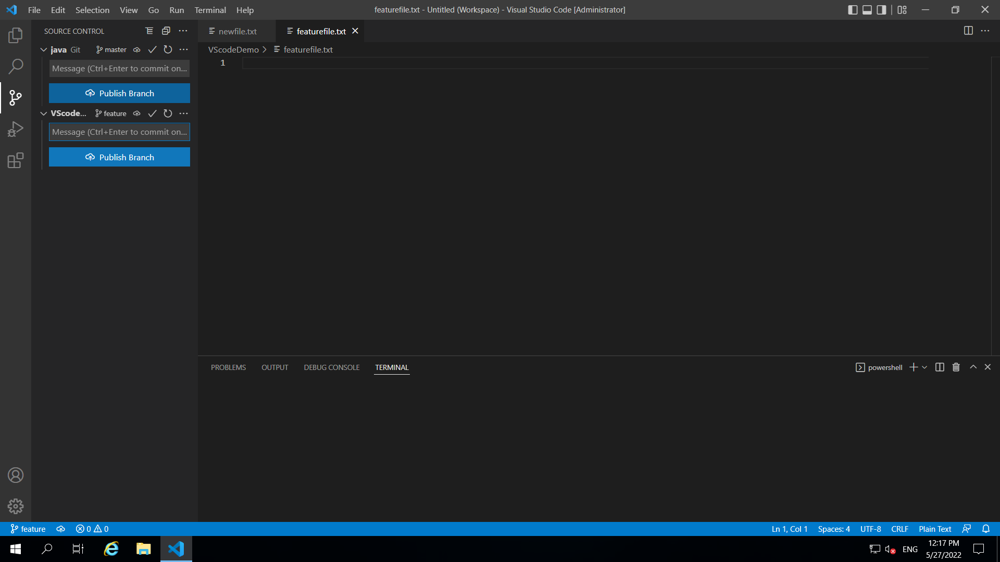 File Edit Selection View Go Run Terminal Help
featurefile.txt - Untitled (Workspace) - Visual Studio Code [Administrator]
SOURCE CONTROL
newfile.txt
featurefile.txt
java Git master
VScodeDemo
featurefile.txt
Message (Ctrl+Enter to commit on...
1
Publish Branch
VScode... feature
Message (Ctrl+Enter to commit on...
Publish Branch
PROBLEMS OUTPUT DEBUG CONSOLE TERMINAL
powershell
feature 0 0
Ln 1, Col 1 Spaces: 4 UTF-8 CRLF Plain Text
ENG
12:17 PM
5/27/2022